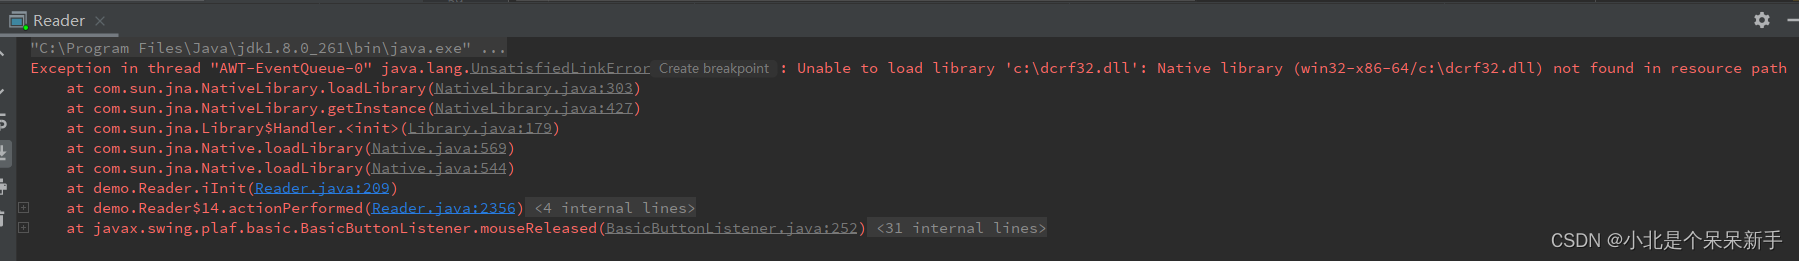 Reader
"C:\Program Files\Java\jdk1.8.0_261\bin\java.exe" ...
Exception in thread "AWT-EventQueue-0" java.lang.UnsatisfiedLinkError Create breakpoint : Unable to load library 'c:\dcrf32.dll': Native library (win32-x86-64/c:\dcrf32.dll) not found in resource path
at com.sun.jna.NativeLibrary.loadLibrary(NativeLibrary.java:303)
at com.sun.jna.NativeLibrary.getInstance(NativeLibrary.java:427)
at com.sun.jna.Library$Handler.<init>(Library.java:179)
at com.sun.jna.Native.loadLibrary(Native.java:569)
at com.sun.jna.Native.loadLibrary(Native.java:544)
at demo.Reader.iInit(Reader.java:209)
at demo.Reader$14.actionPerformed(Reader.java:2356) <4 internal lines>
at javax.swing.plaf.basic.BasicButtonListener.mouseReleased(BasicButtonListener.java:252) <31 internal lines>
CSDN @小北是个呆呆新手